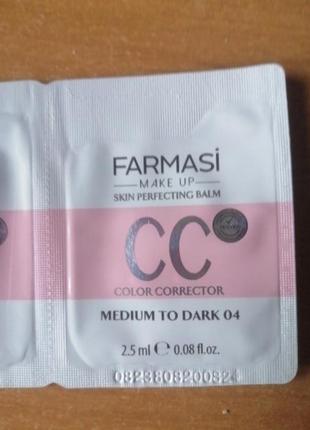 FARMASİ
MAKE UP
SKIN PERFECTING BALM
CC
COLOR CORRECTOR
MEDIUM TO DARK 04
2.5 ml ℮ 0.08 fl.oz.